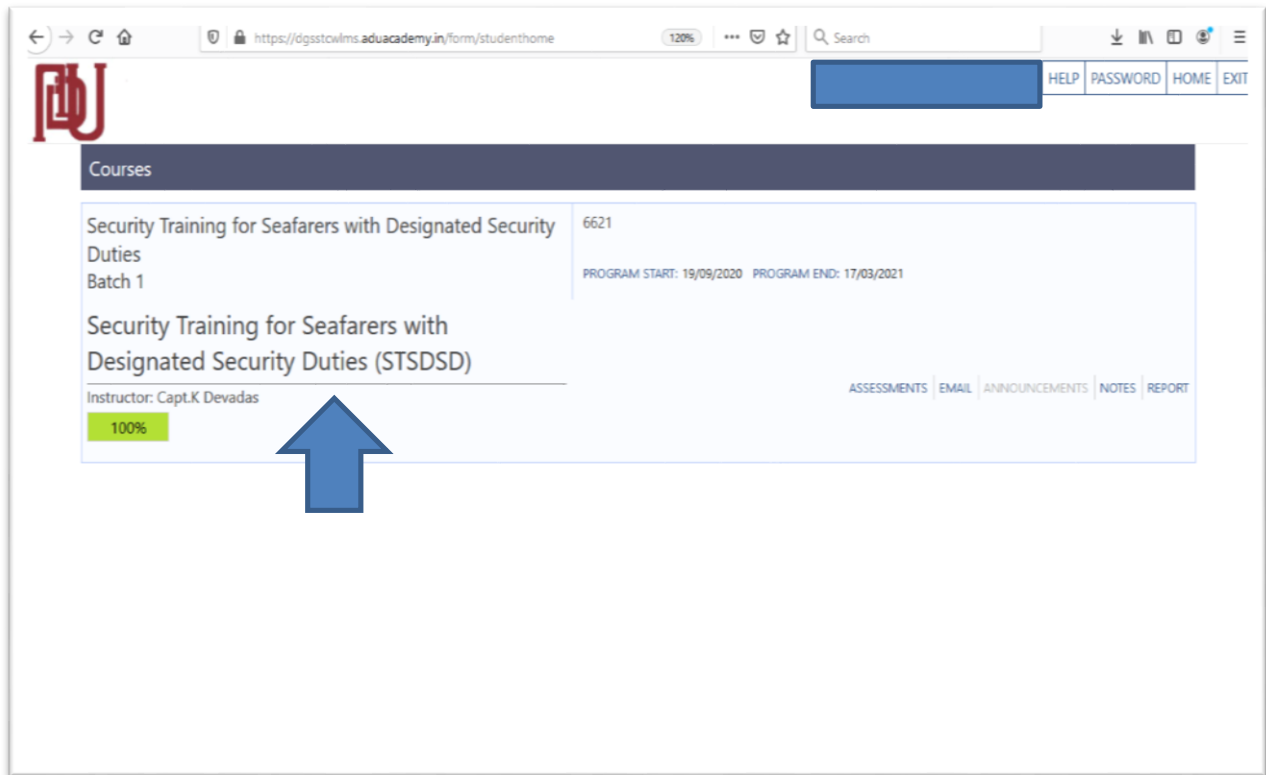 https://dgsstcwlms.aduacademy.in/form/studenthome 120% Search
ADU
HELP PASSWORD HOME EXIT
Courses
Security Training for Seafarers with Designated Security
Duties
Batch 1
6621
PROGRAM START: 19/09/2020 PROGRAM END: 17/03/2021
Security Training for Seafarers with
Designated Security Duties (STSDSD)
Instructor: Capt.K Devadas
100%
ASSESSMENTS EMAIL ANNOUNCEMENTS NOTES REPORT